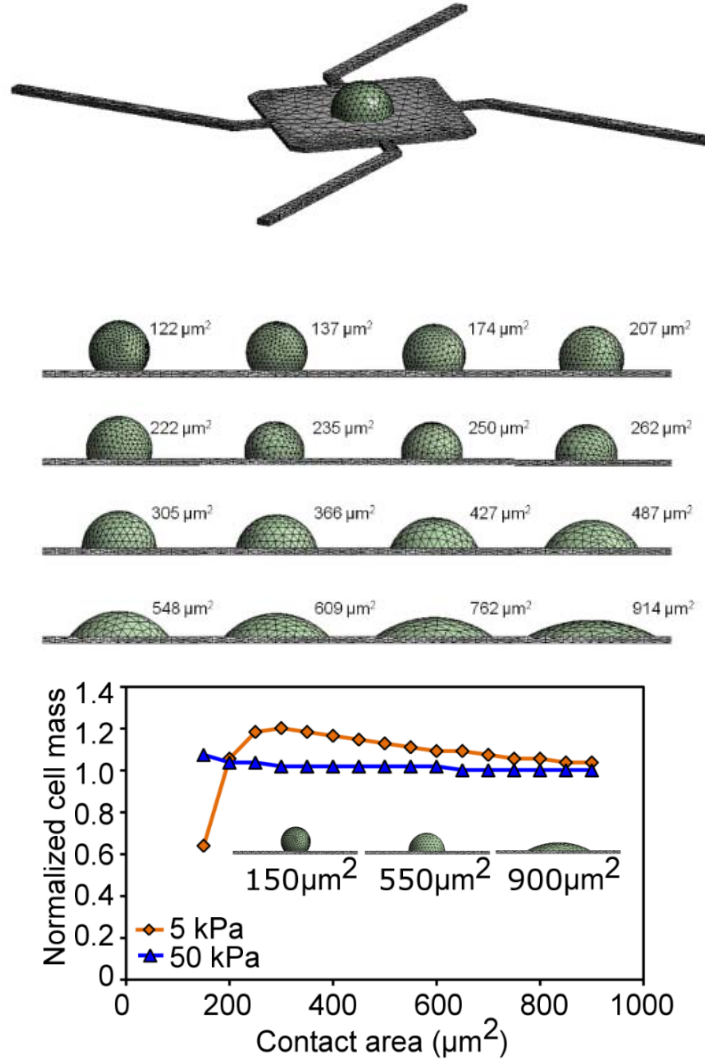 122 µm²
137 µm²
174 µm²
207 µm²
222 µm²
235 µm²
250 µm²
262 µm²
305 µm²
366 µm²
427 µm²
487 µm²
548 µm²
609 µm²
762 µm²
914 µm²
Normalized cell mass
1.4
1.2
1.0
0.8
0.6
0.4
0.2
0
150µm²
550µm²
900µm²
5 kPa
50 kPa
0
200
400
600
800
1000
Contact area (µm²)